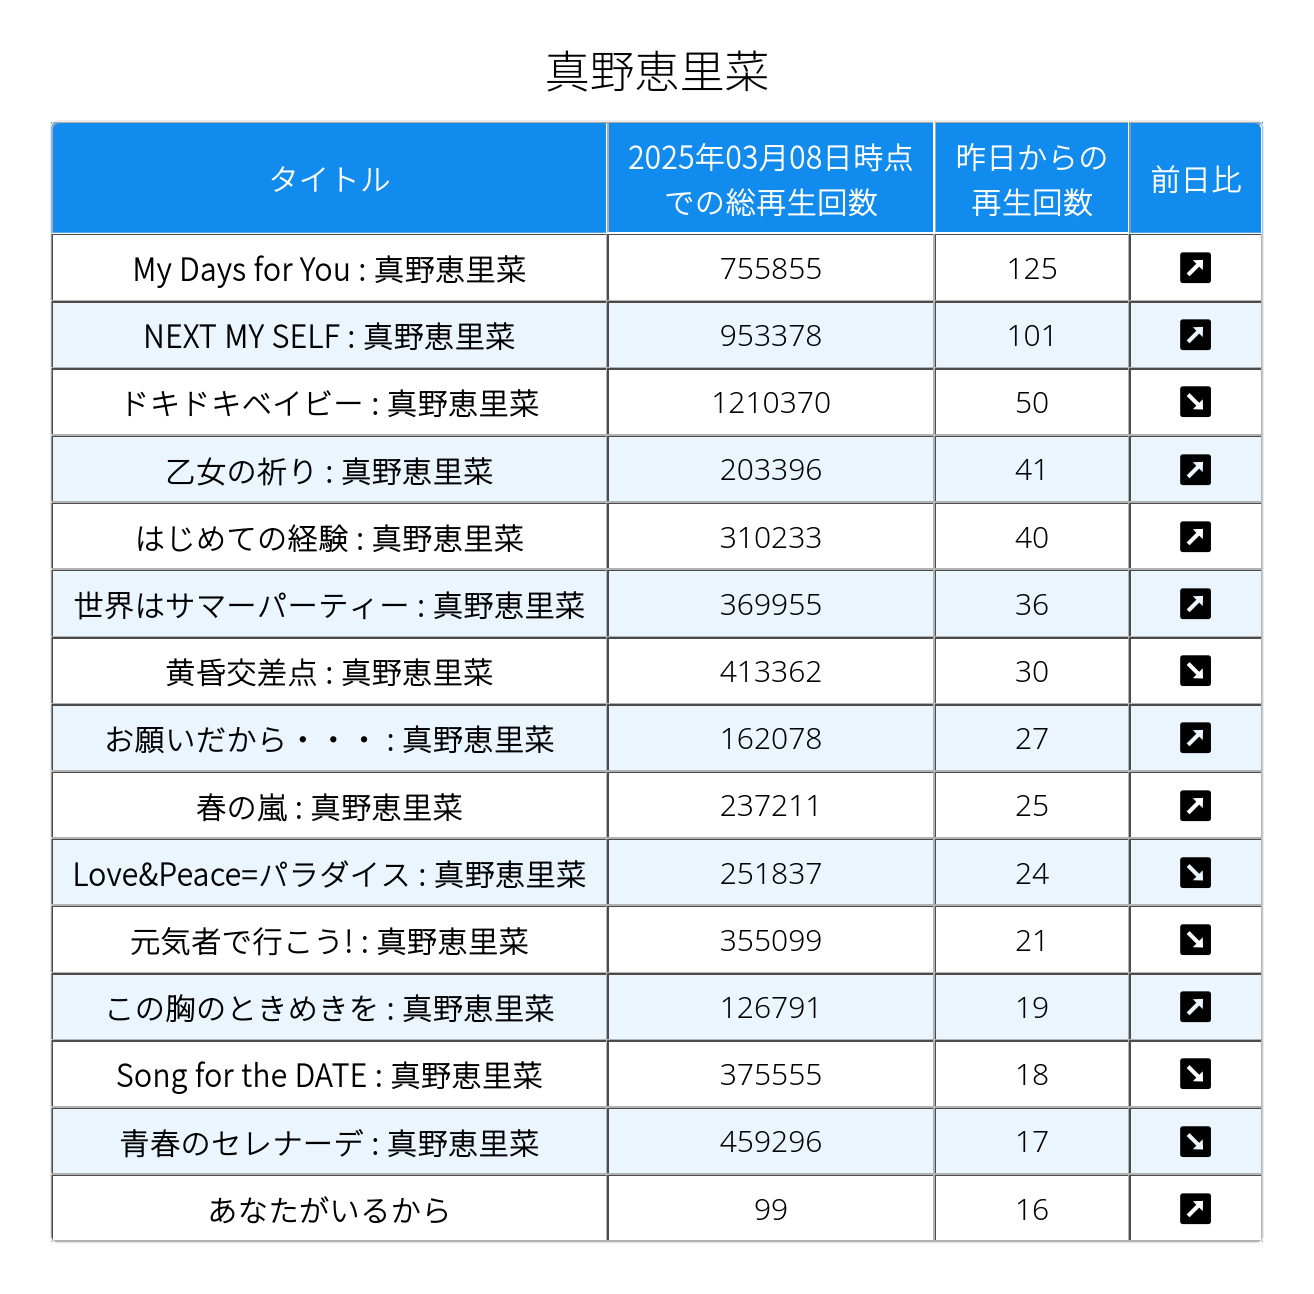 真野恵里菜
タイトル
2025年03月08日時点
での総再生回数
昨日からの
再生回数
前日比
My Days for You : 真野恵里菜 755855 125 ↗
NEXT MY SELF : 真野恵里菜 953378 101 ↗
ドキドキベイビー : 真野恵里菜 1210370 50 ↘
乙女の祈り : 真野恵里菜 203396 41 ↗
はじめての経験 : 真野恵里菜 310233 40 ↗
世界はサマーパーティー : 真野恵里菜 369955 36 ↗
黄昏交差点 : 真野恵里菜 413362 30 ↘
お願いだから・・・ : 真野恵里菜 162078 27 ↗
春の嵐 : 真野恵里菜 237211 25 ↗
Love&Peace=パラダイス : 真野恵里菜 251837 24 ↘
元気者で行こう! : 真野恵里菜 355099 21 ↘
この胸のときめきを : 真野恵里菜 126791 19 ↗
Song for the DATE : 真野恵里菜 375555 18 ↘
青春のセレナーデ : 真野恵里菜 459296 17 ↘
あなたがいるから 99 16 ↗